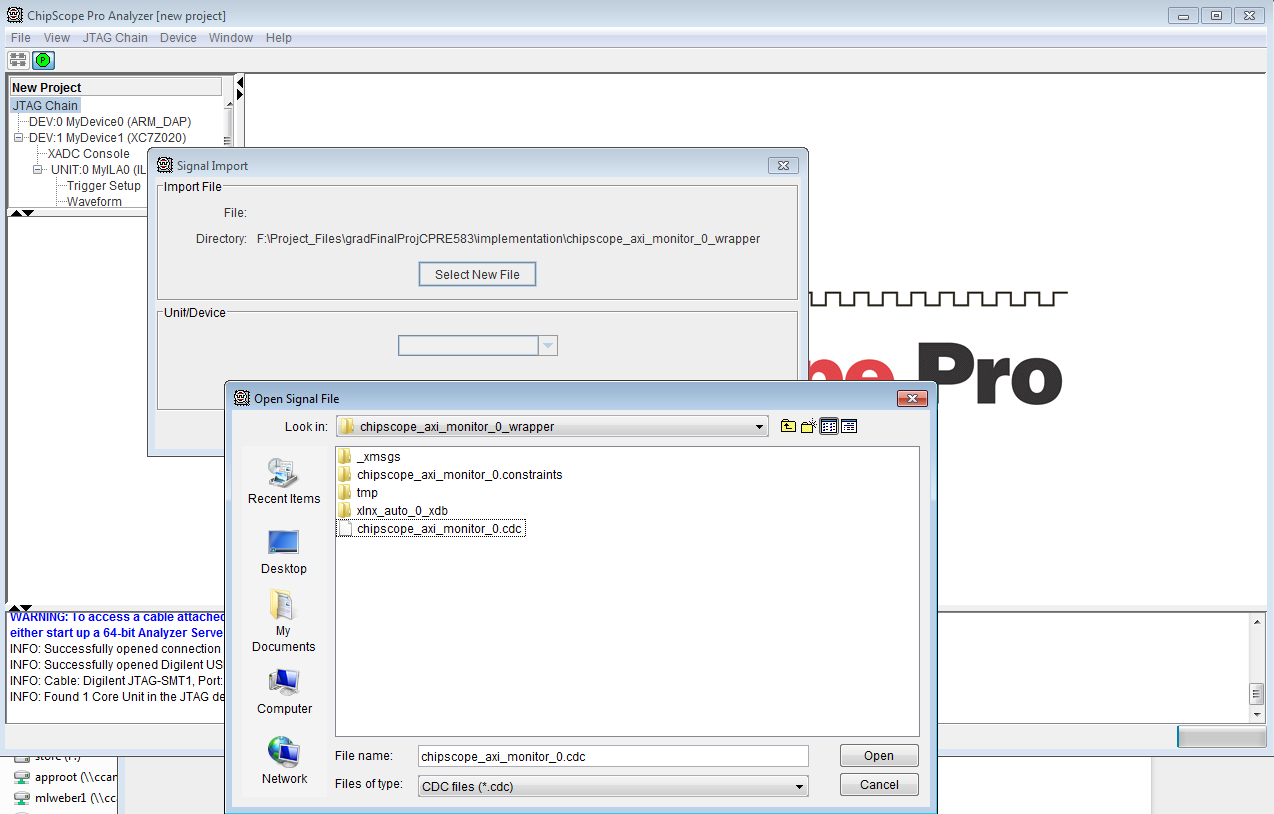 ChipScope Pro Analyzer [new project]
File View JTAG Chain Device Window Help
New Project
JTAG Chain
DEV:0 MyDevice0 (ARM_DAP)
DEV:1 MyDevice1 (XC7Z020)
XADC Console
UNIT:0 MyILA0 (IL
Trigger Setup
Waveform
Signal Import
Import File
File:
Directory: F:\Project_Files\gradFinalProjCPRE583\implementation\chipscope_axi_monitor_0_wrapper
Select New File
Unit/Device
pe Pro
Open Signal File
Look in: chipscope_axi_monitor_0_wrapper
Recent Items
Desktop
My
Documents
Computer
Network
_xmsgs
chipscope_axi_monitor_0.constraints
tmp
xlnx_auto_0_xdb
chipscope_axi_monitor_0.cdc
File name: chipscope_axi_monitor_0.cdc
Open
Files of type: CDC files (*.cdc)
Cancel
WARNING: To access a cable attached
either start up a 64-bit Analyzer Serve
INFO: Successfully opened connection
INFO: Successfully opened Digilent US
INFO: Cable: Digilent JTAG-SMT1, Port:
INFO: Found 1 Core Unit in the JTAG de
approot (\\ccan
mlweber1 (\\cc